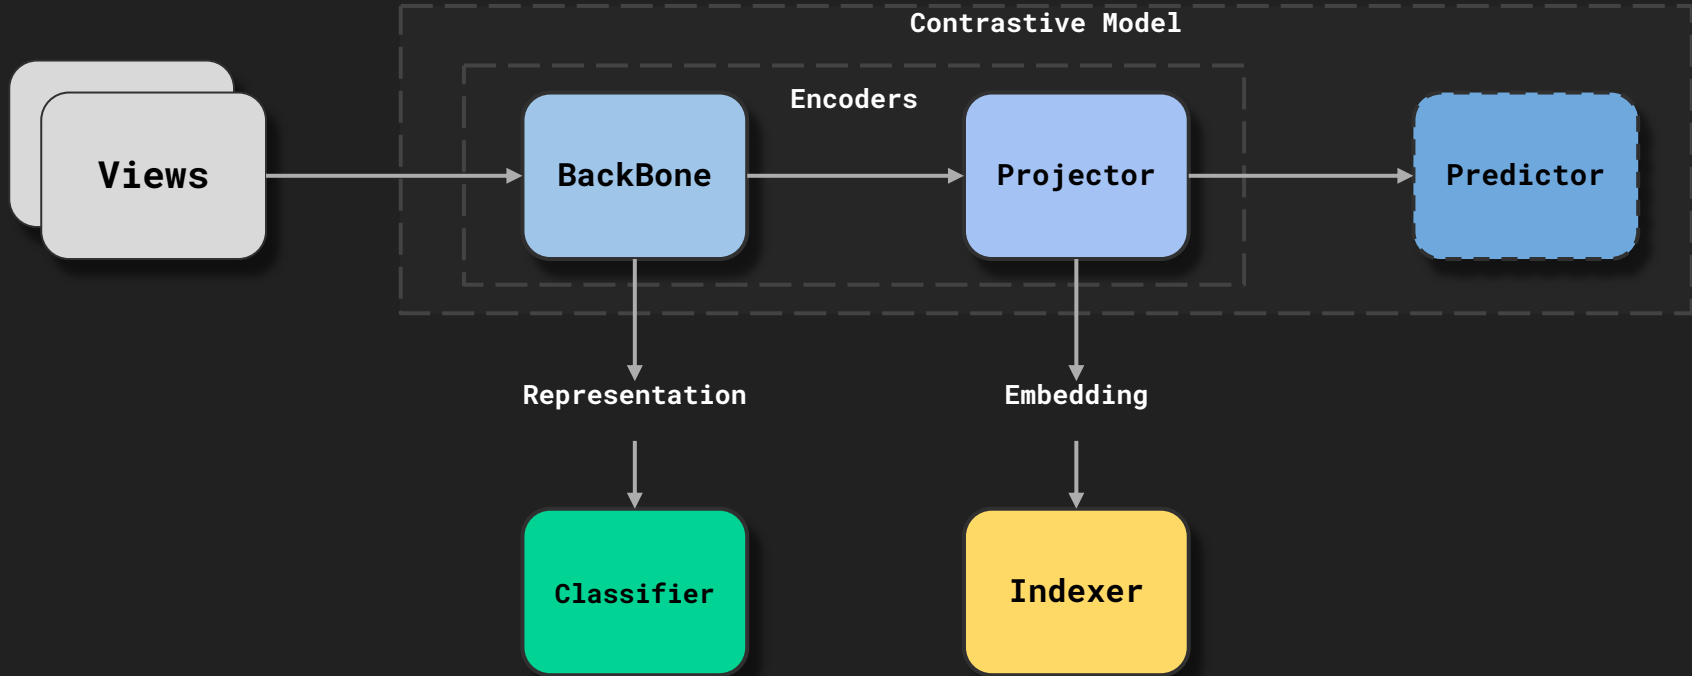 Contrastive Model
Encoders
Views
BackBone
Projector
Predictor
Representation
Embedding
Classifier
Indexer